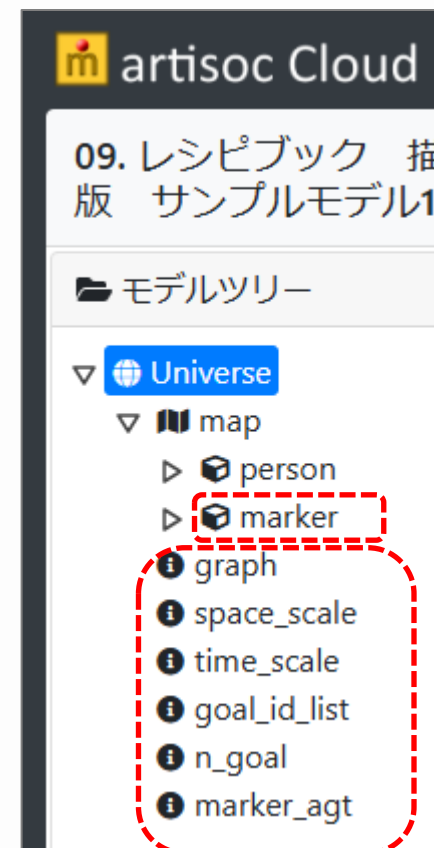 m artisoc Cloud
09. レシピブック 描
版 サンプルモデル1
モデルツリー
Universe
map
person
marker
graph
space_scale
time_scale
goal_id_list
n_goal
marker_agt